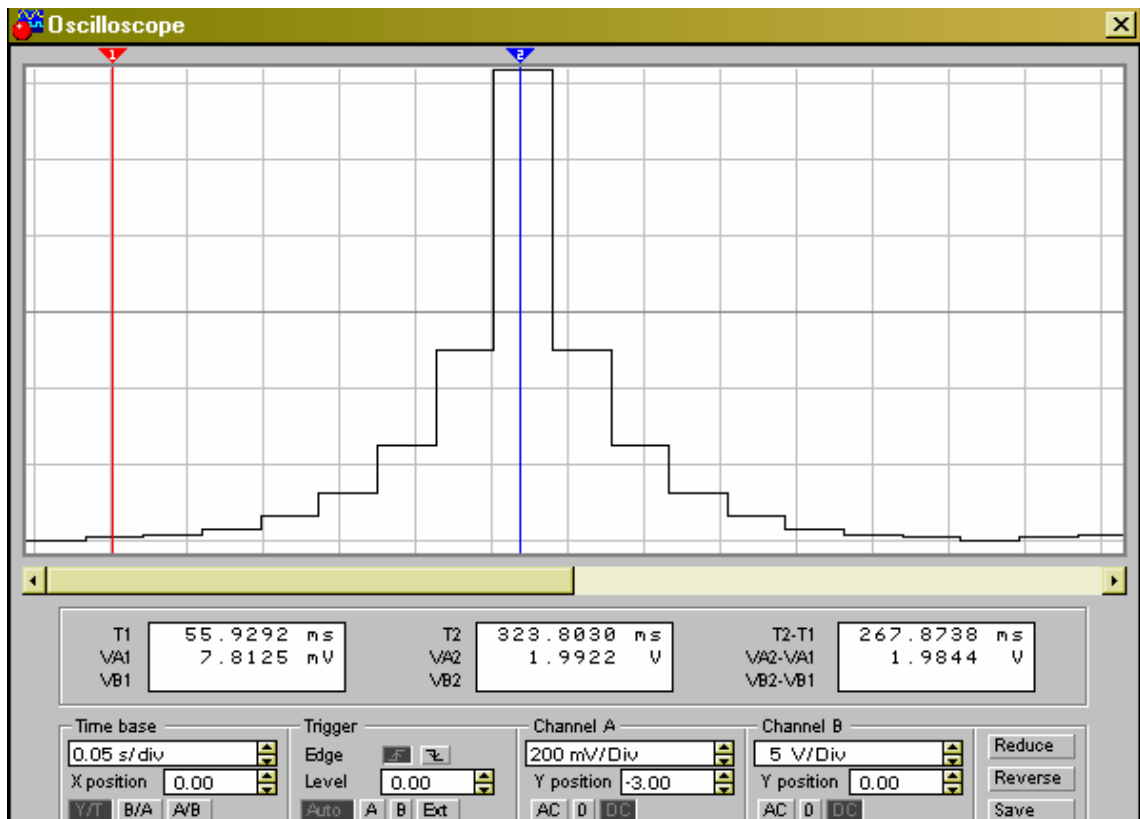 Oscilloscope
1 2
T1 55.9292 ms T2 323.8030 ms T2-T1 267.8738 ms
VA1 7.8125 mV VA2 1.9922 V VA2-VA1 1.9844 V
VB1 VB2 VB2-VB1
Time base Trigger Channel A Channel B
0.05 s/div Edge 200 mV/Div 5 V/Div Reduce
X position 0.00 Level 0.00 Y position -3.00 Y position 0.00 Reverse
Y/T B/A A/B Auto A B Ext AC 0 DC AC 0 DC Save